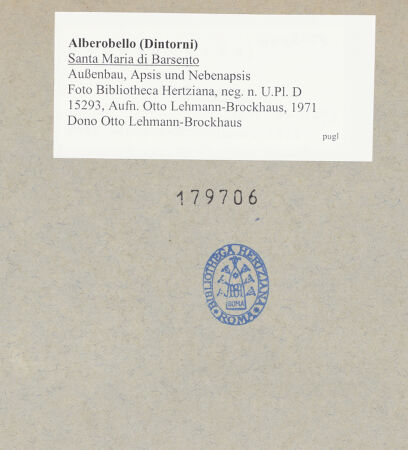 Alberobello (Dintorni)
Santa Maria di Barsento
Außenbau, Apsis und Nebenapsis
Foto Bibliotheca Hertziana, neg. n. U.Pl. D
15293, Aufn. Otto Lehmann-Brockhaus, 1971
Dono Otto Lehmann-Brockhaus
pugl
179706
BIBLIOTHECA HERTZIANA
ROMA
ROMA